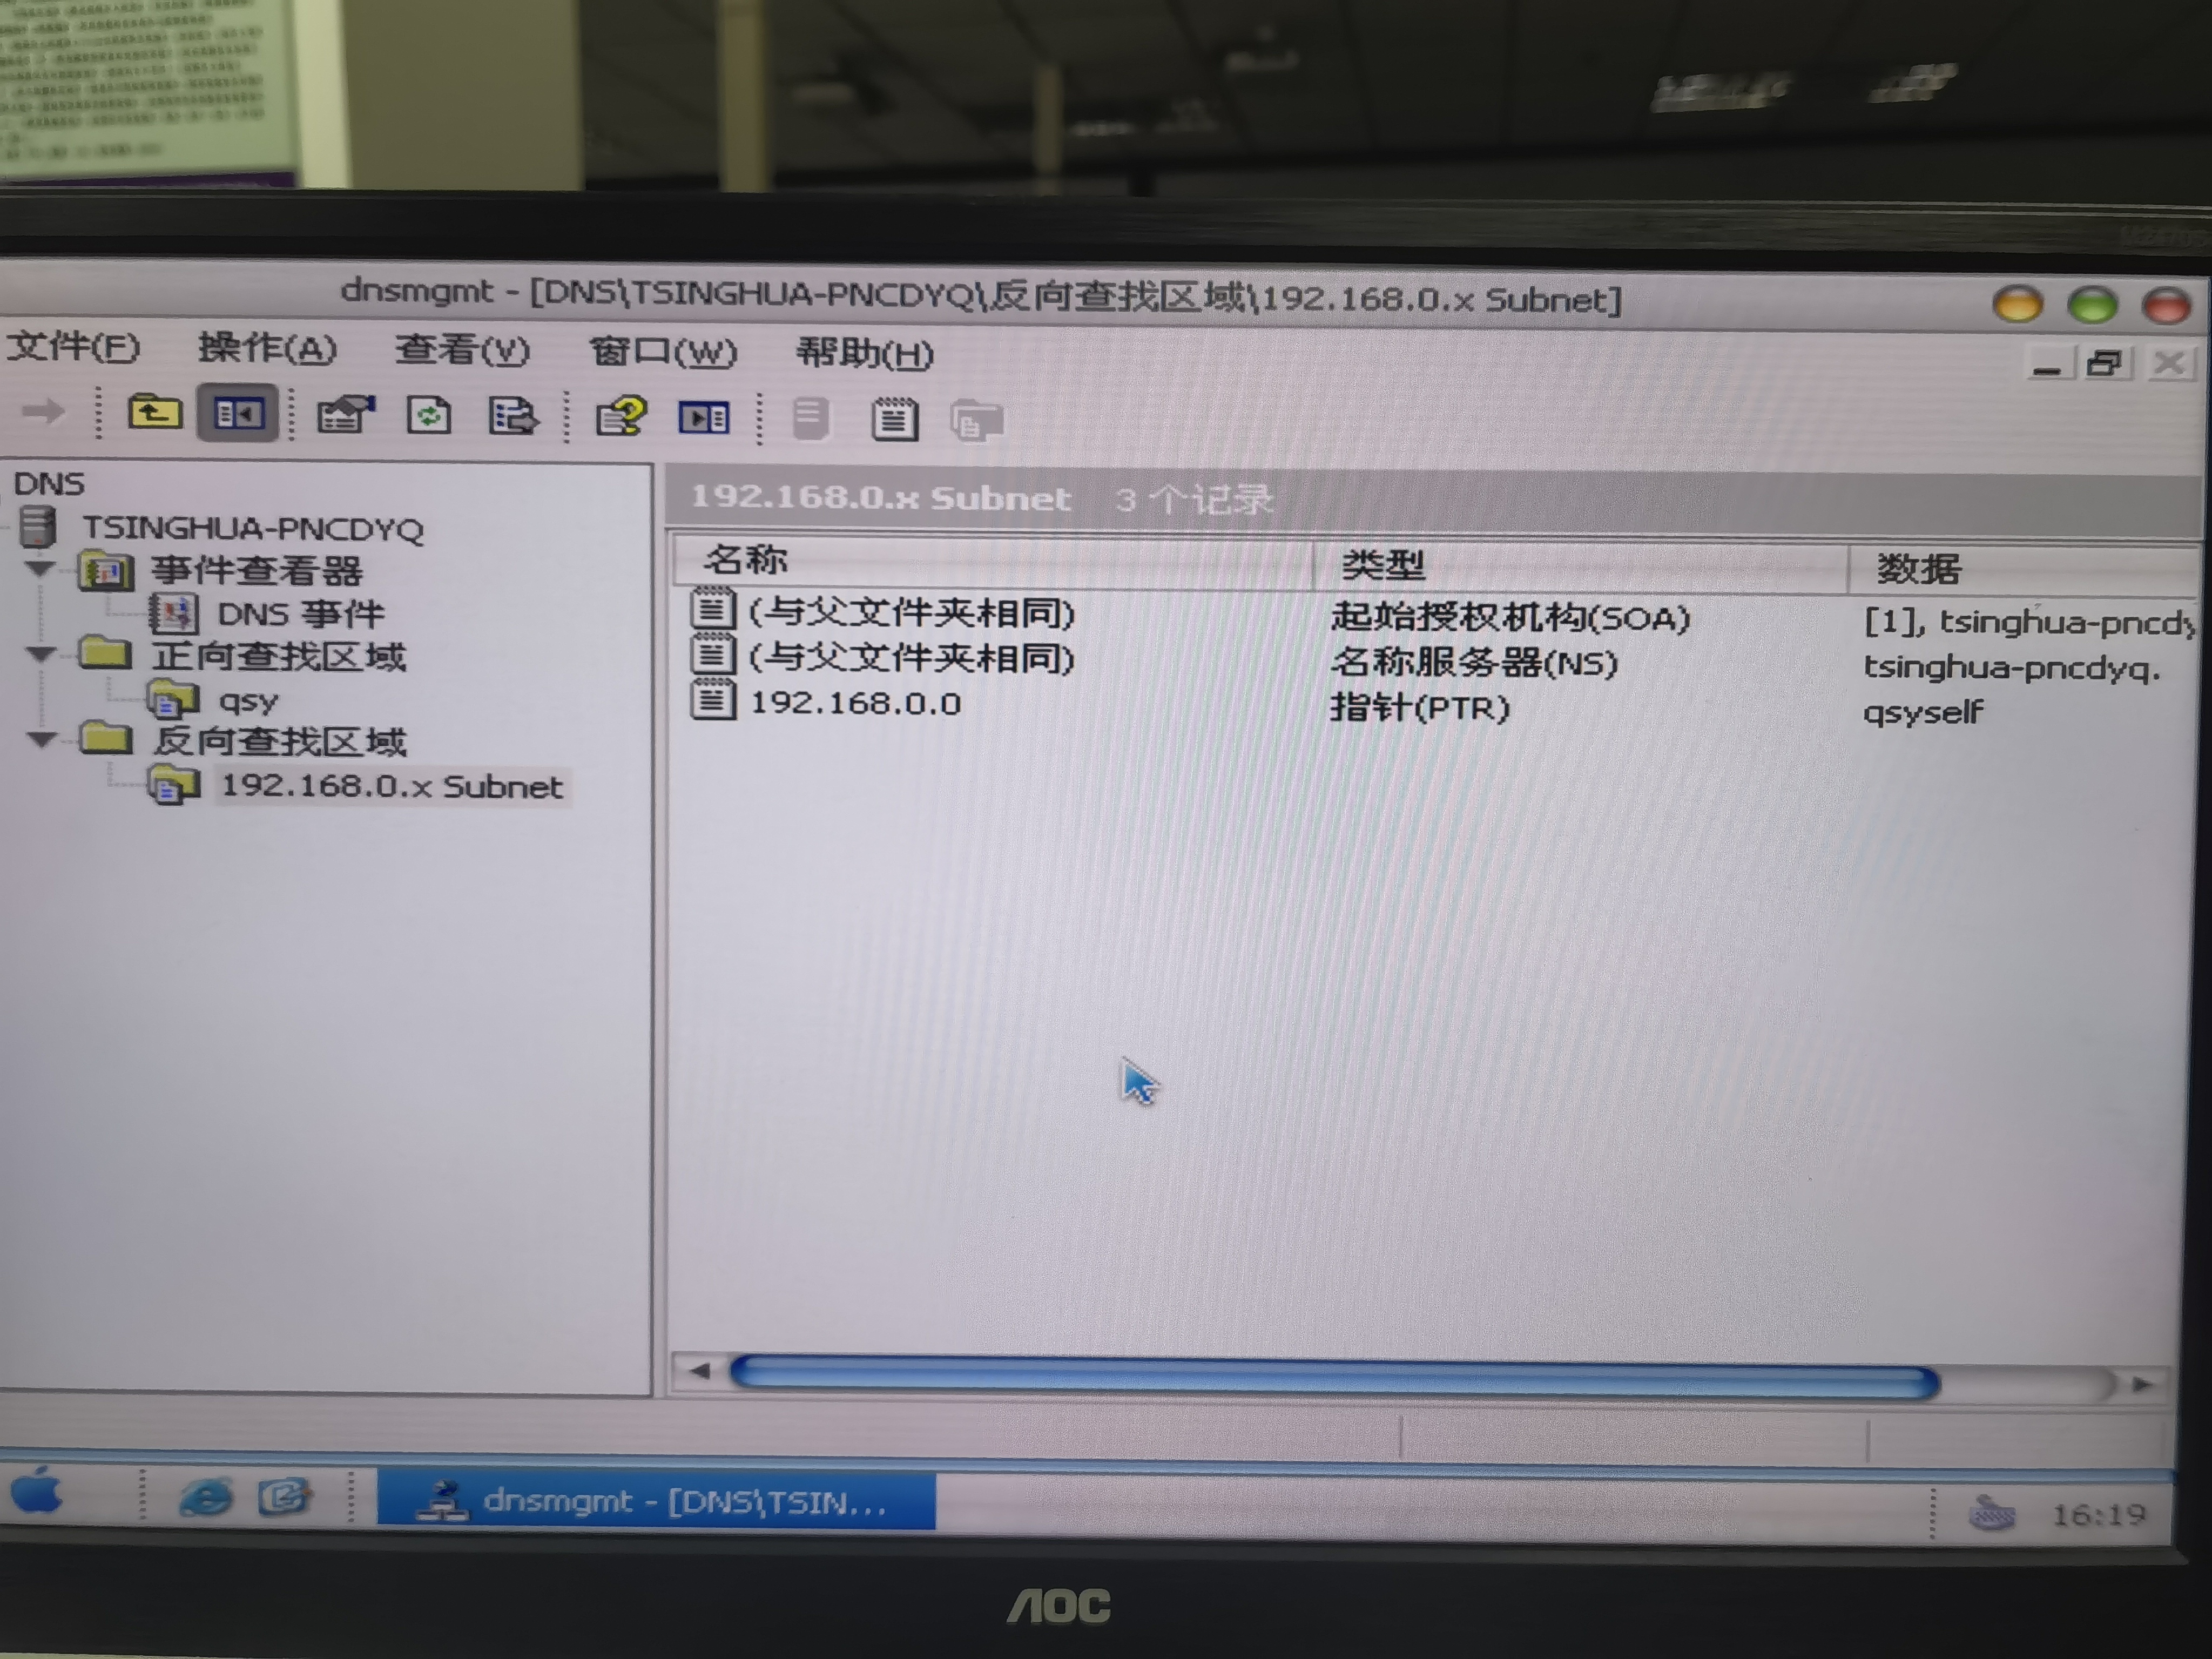 dnsmgmt - [DNS\TSINGHUA-PNCDYQ\反向查找区域\192.168.0.x Subnet]
文件(F) 操作(A) 查看(V) 窗口(W) 帮助(H)
DNS
TSINGHUA-PNCDYQ
事件查看器
DNS 事件
正向查找区域
qsy
反向查找区域
192.168.0.x Subnet
192.168.0.x Subnet 3 个记录
名称 类型 数据
(与父文件夹相同) 起始授权机构(SOA) [1], tsinghua-pncdy
(与父文件夹相同) 名称服务器(NS) tsinghua-pncdyq.
192.168.0.0 指针(PTR) qsyself
dnsmgmt - [DNS\TSIN...
16:19
AOC